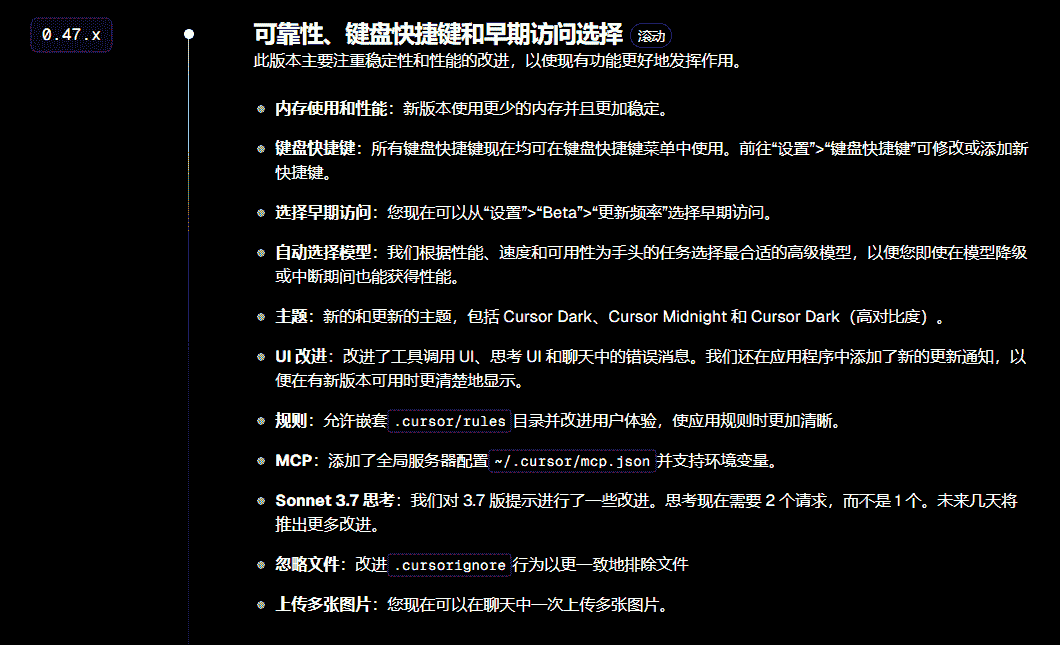 0.47.x
可靠性、键盘快捷键和早期访问选择 滚动
此版本主要注重稳定性和性能的改进，以使现有功能更好地发挥作用。
内存使用和性能：新版本使用更少的内存并且更加稳定。
键盘快捷键：所有键盘快捷键现在均可在键盘快捷键菜单中使用。前往“设置”>“键盘快捷键”可修改或添加新
快捷键。
选择早期访问：您现在可以从“设置”>“Beta”>“更新频率”选择早期访问。
自动选择模型：我们根据性能、速度和可用性为手头的任务选择最合适的高级模型，以便您即使在模型降级
或中断期间也能获得性能。
主题：新的和更新的主题，包括 Cursor Dark、Cursor Midnight 和 Cursor Dark（高对比度）。
UI 改进：改进了工具调用 UI、思考 UI 和聊天中的错误消息。我们还在应用程序中添加了新的更新通知，以
便在有新版本可用时更清楚地显示。
规则：允许嵌套 .cursor/rules 目录并改进用户体验，使应用规则时更加清晰。
MCP：添加了全局服务器配置 ~/.cursor/mcp.json 并支持环境变量。
Sonnet 3.7 思考：我们对 3.7 版提示进行了一些改进。思考现在需要 2 个请求，而不是 1 个。未来几天将
推出更多改进。
忽略文件：改进 .cursorignore 行为以更一致地排除文件
上传多张图片：您现在可以在聊天中一次上传多张图片。